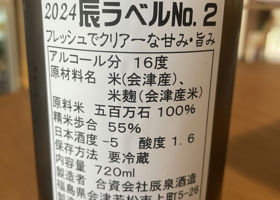 2024辰ラベルNo.2
フレッシュでクリアーな甘み・旨み
アルコール分 16度
原材料名 米(会津産)、
米麹(会津産米)
原料米 五百万石 100%
精米歩合 55%
日本酒度 -5 酸度 1.6
保存方法 要冷蔵
内容量 720ml
製造者 合資会社辰泉酒造
福島県会津若松市上町5-26